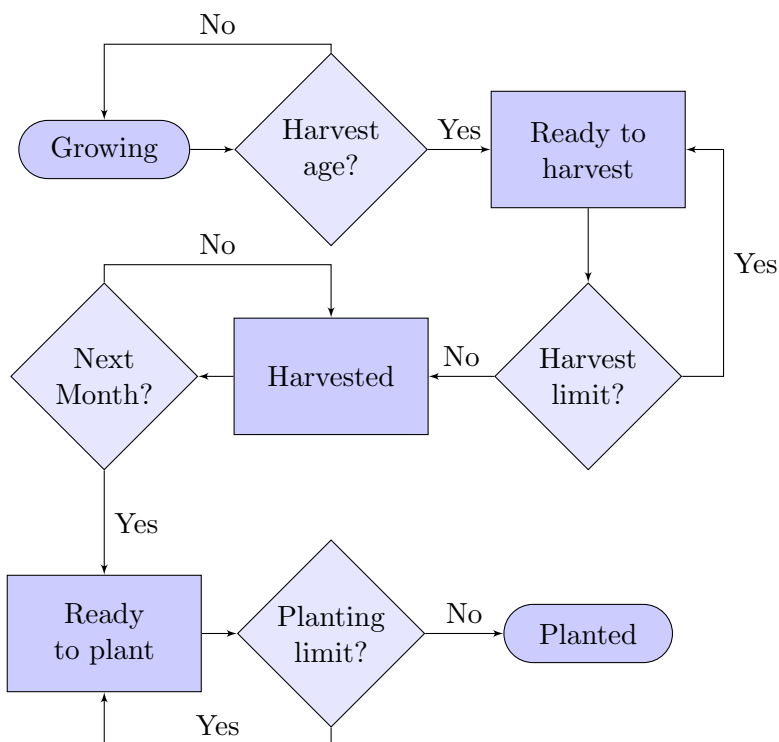 No
Growing
Harvest
age?
Yes
Ready to
harvest
Yes
No
Next
Month?
Harvested
No
Harvest
limit?
Yes
Ready
to plant
Planting
limit?
No
Planted
Yes